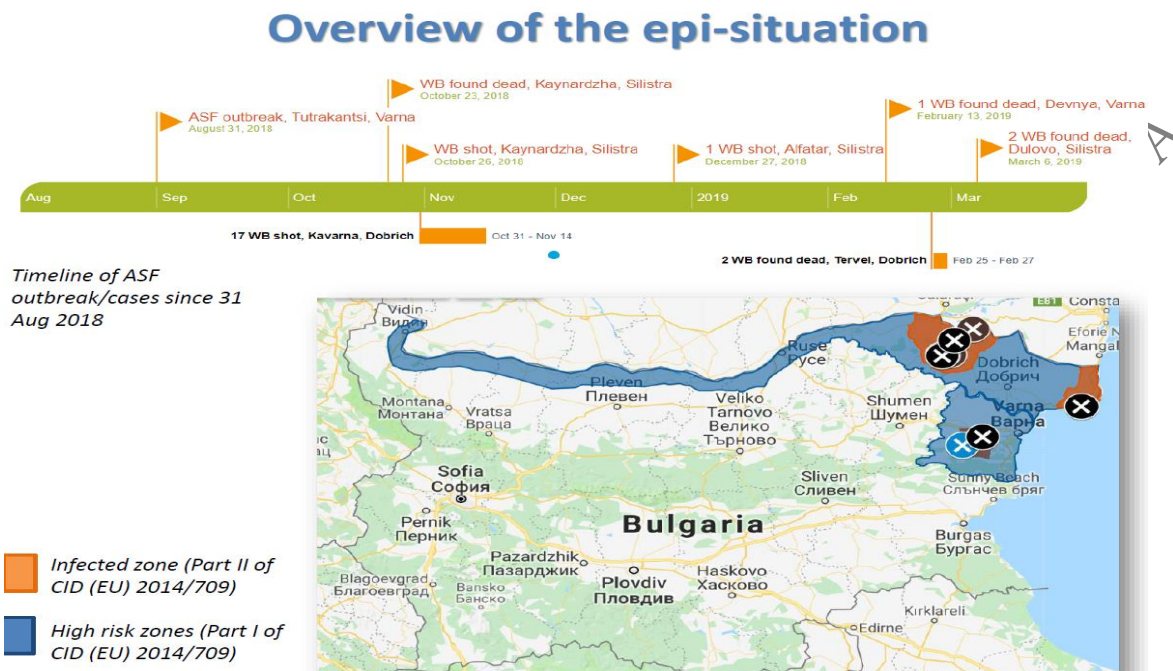 Overview of the epi-situation
WB found dead, Kaynardzha, Silistra
October 23, 2018
ASF outbreak, Tutrakantsi, Varna
August 31, 2018
1 WB found dead, Devnya, Varna
February 13, 2019
WB shot, Kaynardzha, Silistra
October 26, 2018
1 WB shot, Alfatar, Silistra
December 27, 2018
2 WB found dead,
Dulovo, Silistra
March 6, 2019
A
Aug Sep Oct Nov Dec 2019 Feb Mar
17 WB shot, Kavarna, Dobrich Oct 31 - Nov 14
2 WB found dead, Tervel, Dobrich Feb 25 - Feb 27
Timeline of ASF
outbreak/cases since 31
Aug 2018
E81 Consta
Vidin
Видин
Eforie N
Mangal
Ruse
Русе
Dobrich
Добрич
Pleven
Плевен
Montana
Монтана
Vratsa
Враца
Veliko
Tarnovo
Велико
Търново
Shumen
Шумен
Varna
Варна
Sofia
София
Sliven
Сливен
Sunny Beach
Слънчев бряг
Pernik
Перник
Bulgaria
Burgas
Бургас
Pazardzhik
Пазарджик
Plovdiv
Пловдив
Haskovo
Хасково
Blagoevgrad
Благоевград
Bansko
Банско
Kırklareli
Edirne
Infected zone (Part II of
CID (EU) 2014/709)
High risk zones (Part I of
CID (EU) 2014/709)